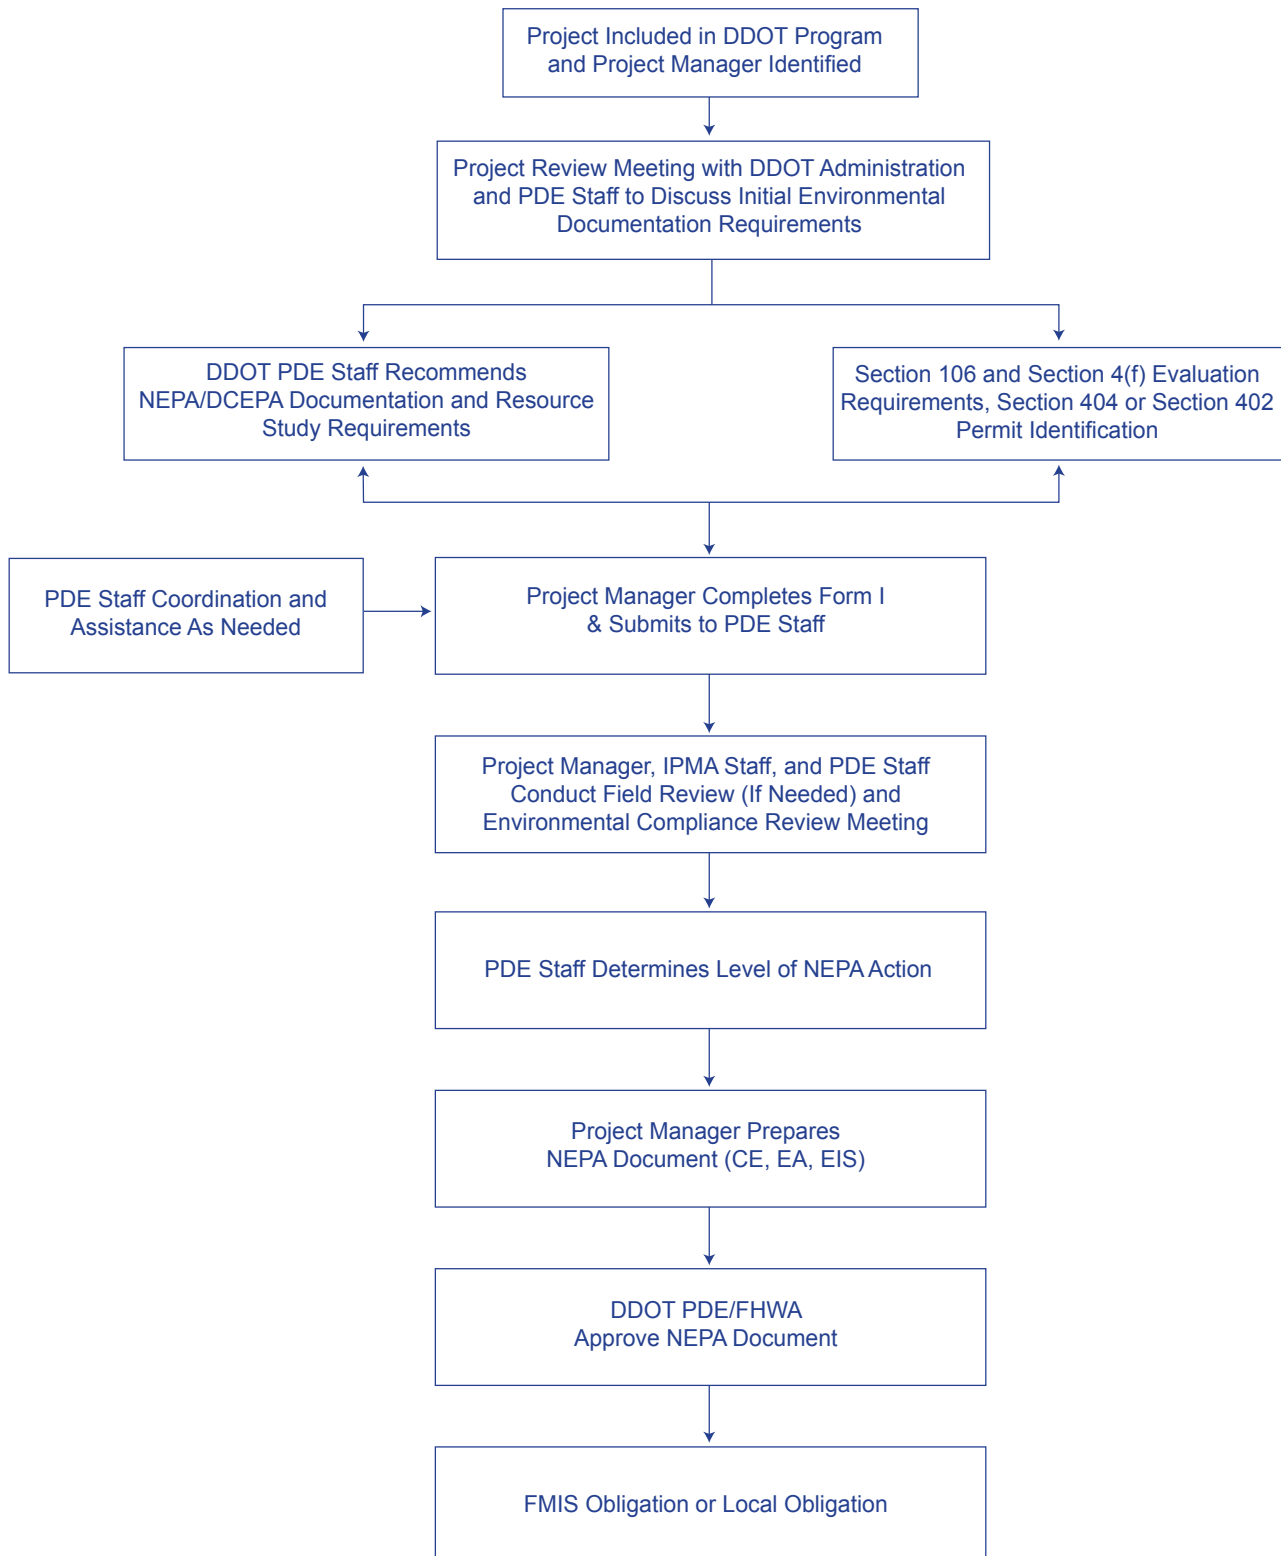 Project Included in DDOT Program
and Project Manager Identified
Project Review Meeting with DDOT Administration
and PDE Staff to Discuss Initial Environmental
Documentation Requirements
DDOT PDE Staff Recommends
NEPA/DCEPA Documentation and Resource
Study Requirements
Section 106 and Section 4(f) Evaluation
Requirements, Section 404 or Section 402
Permit Identification
PDE Staff Coordination and
Assistance As Needed
Project Manager Completes Form I
& Submits to PDE Staff
Project Manager, IPMA Staff, and PDE Staff
Conduct Field Review (If Needed) and
Environmental Compliance Review Meeting
PDE Staff Determines Level of NEPA Action
Project Manager Prepares
NEPA Document (CE, EA, EIS)
DDOT PDE/FHWA
Approve NEPA Document
FMIS Obligation or Local Obligation